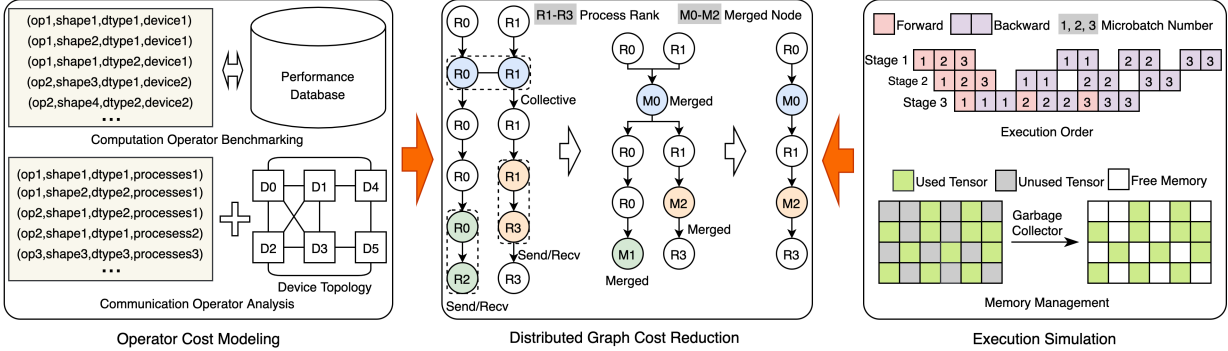 (op1,shape1,dtype1,device1)
(op1,shape2,dtype1,device1)
(op1,shape1,dtype2,device1)
(op2,shape3,dtype1,device2)
(op2,shape4,dtype2,device2)
...
Performance
Database
Computation Operator Benchmarking
(op1,shape1,dtype1,processes1)
(op1,shape2,dtype2,processes1)
(op2,shape1,dtype2,processes1)
(op2,shape1,dtype1,processess2)
(op3,shape3,dtype3,processes3)
...
D0 D1 D4
D2 D3 D5
Device Topology
Communication Operator Analysis
Operator Cost Modeling
R1-R3 Process Rank
M0-M2 Merged Node
R0 R1
R0 R1
Collective
R0 R1
R0 R1
R0 R3
Send/Recv
R2 R3
Send/Recv
R0 R1
M0 Merged
R0 R1
R0 M2
Merged
M1 R3
Merged
R0
M0
R1
M2
R3
Distributed Graph Cost Reduction
Forward
Backward
1, 2, 3 Microbatch Number
Stage 1 1 2 3 1 1 2 2 3 3
Stage 2 1 2 3 1 1 2 2 3 3
Stage 3 1 1 1 2 2 2 3 3 3
Execution Order
Used Tensor
Unused Tensor
Free Memory
Garbage
Collector
Memory Management
Execution Simulation